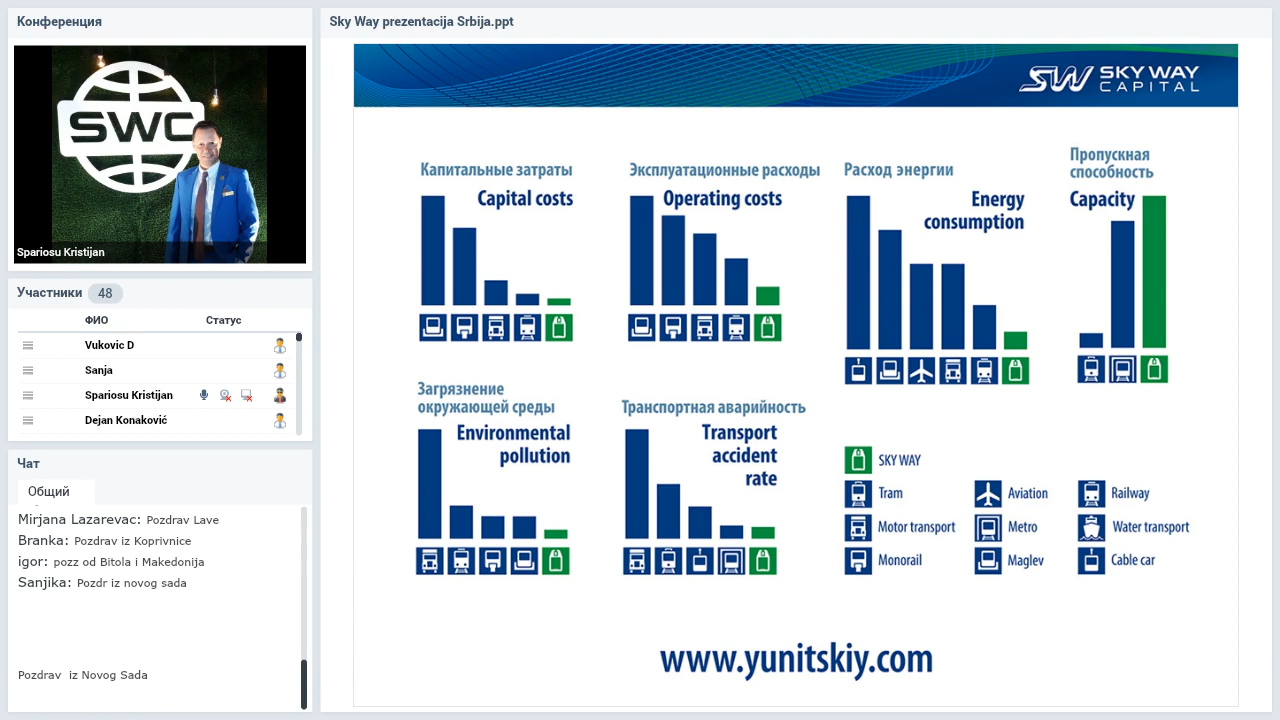 Конференция
SWC
Spariosu Kristijan
Участники 48
ФИО Статус
Vukovic D
Sanja
Spariosu Kristijan
Dejan Konaković
Чат
Общий
Mirjana Lazarevac: Pozdrav Lave
Branka: Pozdrav iz Koprivnice
igor: pozz od Bitola i Makedonija
Sanjika: Pozdr iz novog sada
Pozdrav iz Novog Sada
Sky Way prezentacija Srbija.ppt
SW SKY WAY
CAPITAL
Капитальные затраты
Capital costs
Эксплуатационные расходы
Operating costs
Расход энергии
Energy
consumption
Пропускная
способность
Capacity
Загрязнение
окружающей среды
Environmental
pollution
Транспортная аварийность
Transport
accident
rate
SKY WAY
Tram
Aviation
Railway
Motor transport
Metro
Water transport
Monorail
Maglev
Cable car
www.yunitskiy.com